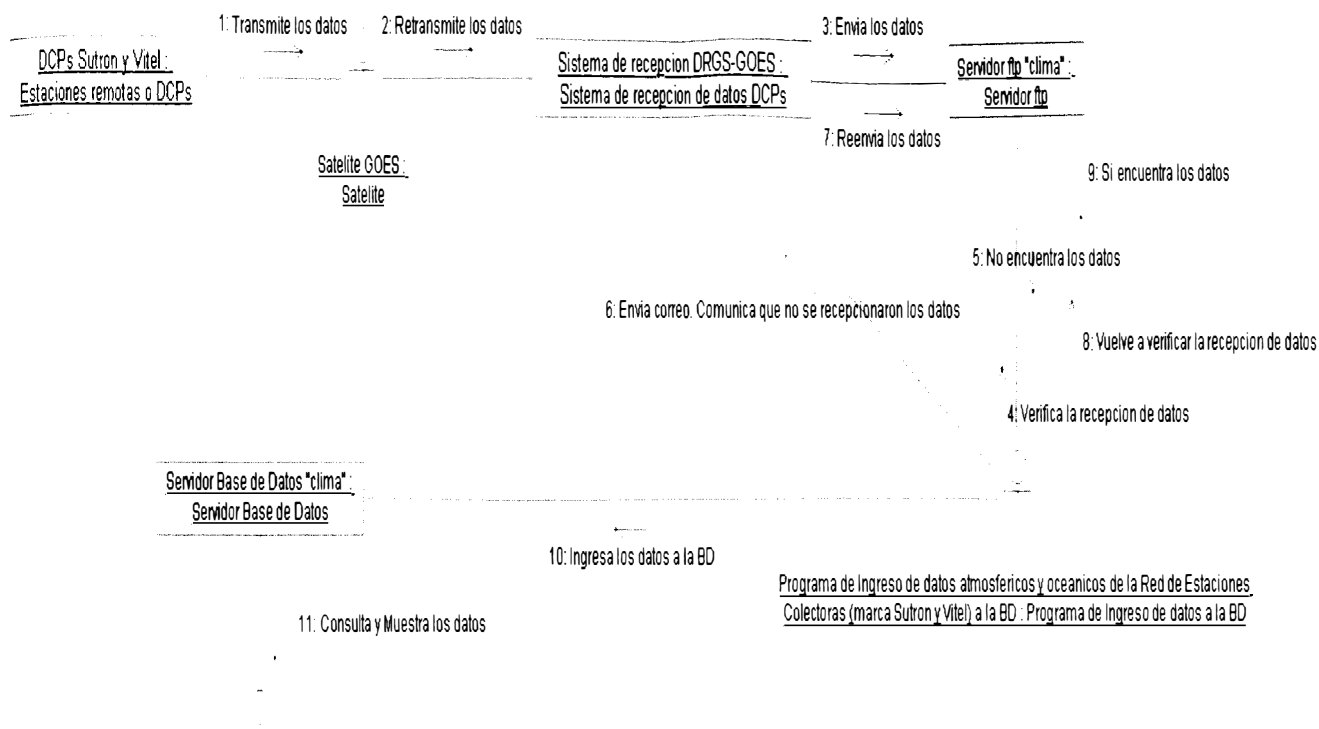 1: Transmite los datos
2: Retransmite los datos
3: Envia los datos
DCPs Sutron y Vitel :
Estaciones remotas o DCPs
Sistema de recepcion DRGS-GOES :
Sistema de recepcion de datos DCPs
Servidor ftp "clima" :
Servidor ftp
7: Reenvia los datos
Satelite GOES :
Satelite
9: Si encuentra los datos
5: No encuentra los datos
6: Envia correo. Comunica que no se recepcionaron los datos
8: Vuelve a verificar la recepcion de datos
4: Verifica la recepcion de datos
Servidor Base de Datos "clima" :
Servidor Base de Datos
10: Ingresa los datos a la BD
Programa de Ingreso de datos atmosfericos y oceanicos de la Red de Estaciones
Colectoras (marca Sutron y Vitel) a la BD : Programa de Ingreso de datos a la BD
11: Consulta y Muestra los datos